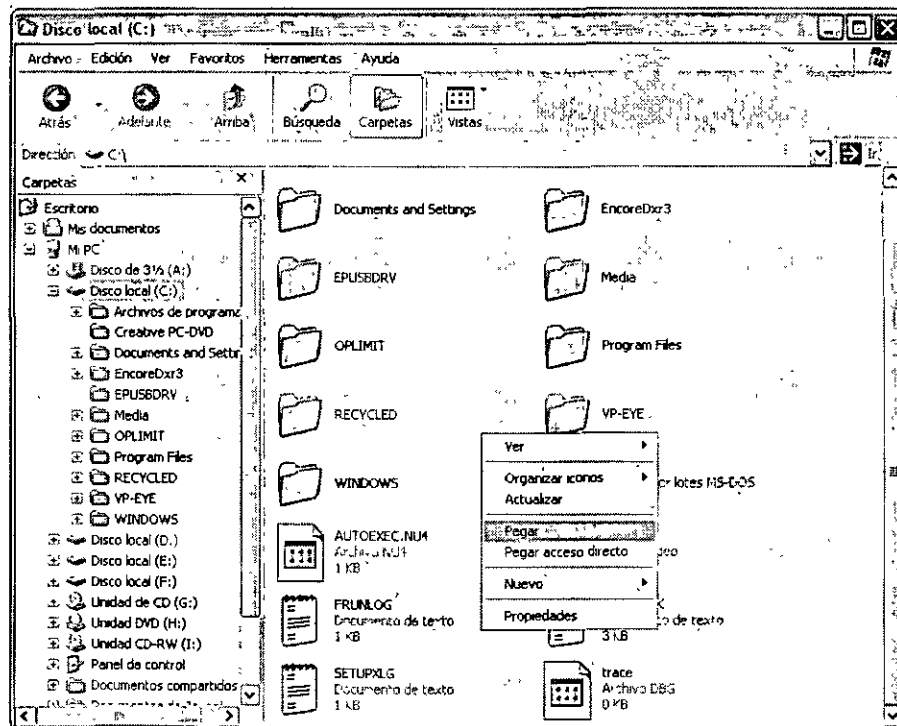 Disco local (C:)
Archivo Edición Ver Favoritos Herramientas Ayuda
Atrás Adelante Arriba Búsqueda Carpetas Vistas
Dirección C:\ Ir
Carpetas
Escritorio
Mis documentos
Mi PC
Disco de 3½ (A:)
Disco local (C:)
Archivos de programa
Creative PC-DVD
Documents and Settir
EncoreDxr3
EPUSBDRV
Media
OPLIMIT
Program Files
RECYCLED
VP-EYE
WINDOWS
Disco local (D:)
Disco local (E:)
Disco local (F:)
Unidad de CD (G:)
Unidad DVD (H:)
Unidad CD-RW (I:)
Panel de control
Documentos compartidos
Documents and Settings
EncoreDxr3
EPUSBDRV
Media
OPLIMIT
Program Files
RECYCLED
VP-EYE
WINDOWS
lotes MS-DOS
AUTOEXEC.NU4
Archivo NU4
1 KB
FRUNLOG
Documento de texto
1 KB
de texto
3 KB
SETUPXLG
Documento de texto
1 KB
trace
Archivo DBG
0 KB
Ver
Organizar iconos
Actualizar
Pegar
Pegar acceso directo
Nuevo
Propiedades